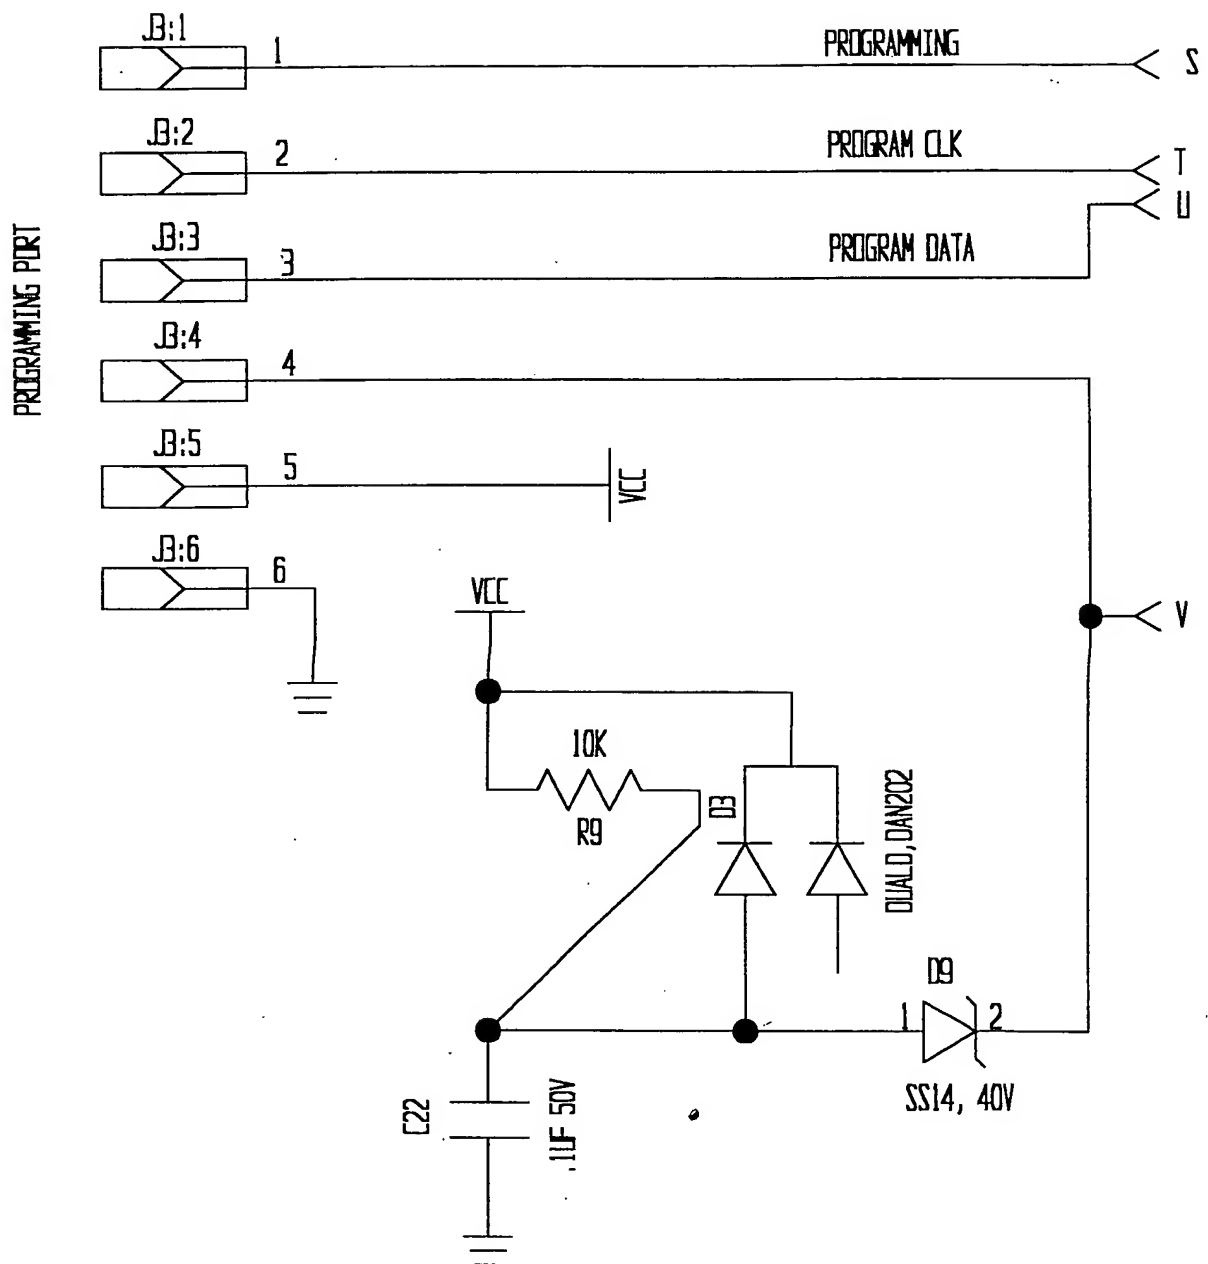 J3:1
1
PROGRAMMING
S
J3:2
2
PROGRAM CLK
T
U
J3:3
3
PROGRAM DATA
PROGRAMMING PORT
J3:4
4
J3:5
5
VCC
J3:6
6
VCC
V
10K
R9
D3
DUALD,DAN202
D9
1
2
SS14, 40V
C22
.1UF 50V